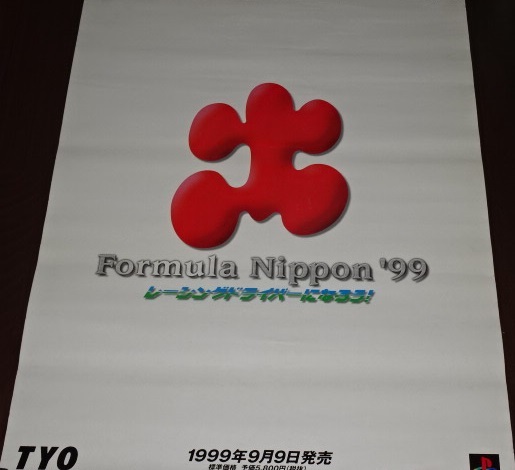 Formula Nippon '99
レーシングドライバーになろう!
TYO
1999年9月9日発売
標準価格 予価5,800円(税抜)